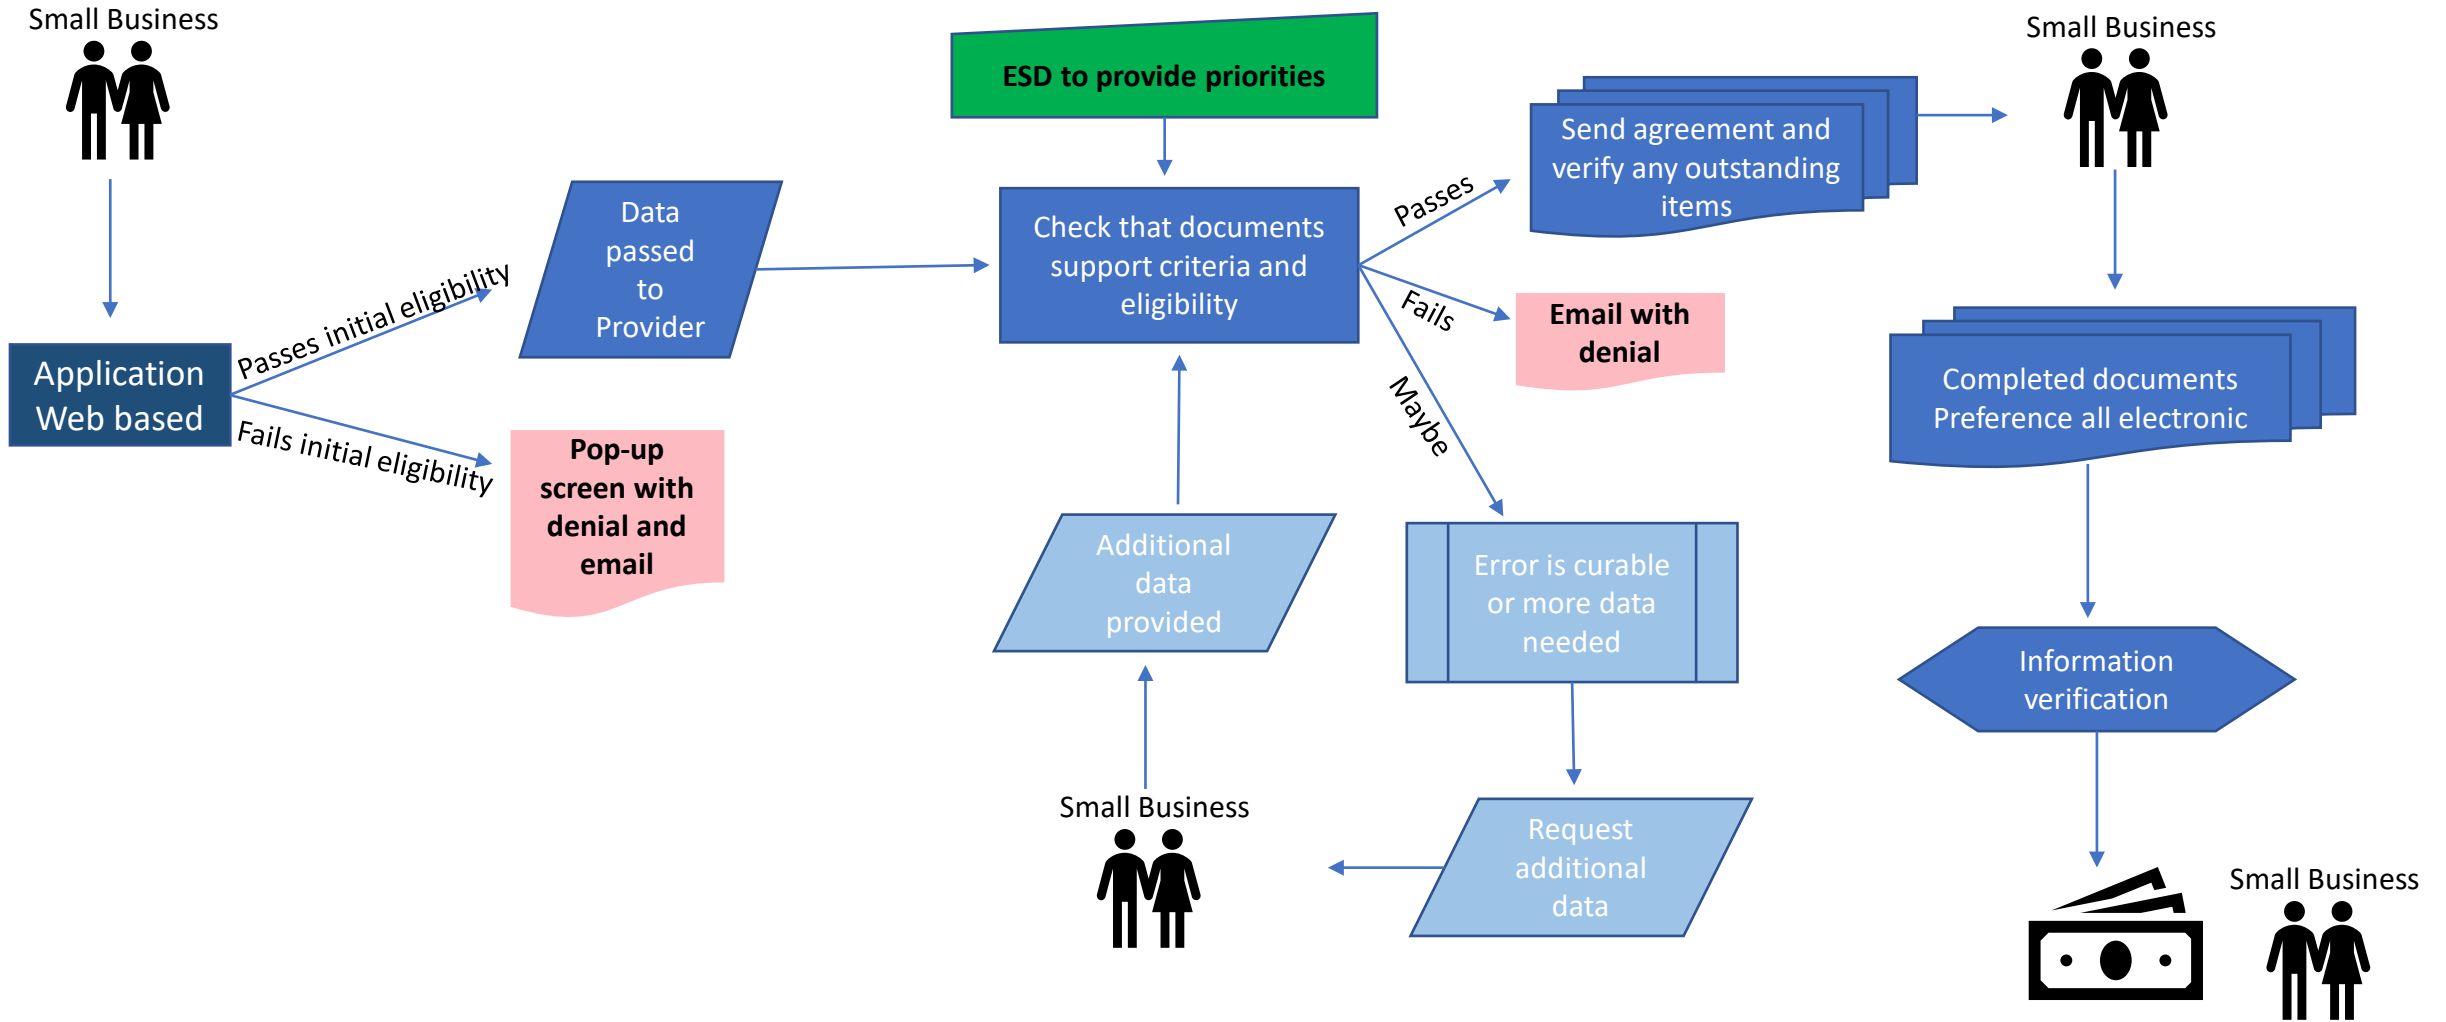 Small Business
Application
Web based
Passes initial eligibility
Fails initial eligibility
Data
passed
to
Provider
Pop-up
screen with
denial and
email
ESD to provide priorities
Check that documents
support criteria and
eligibility
Passes
Fails
Maybe
Send agreement and
verify any outstanding
items
Email with
denial
Error is curable
or more data
needed
Request
additional
data
Small Business
Additional
data
provided
Small Business
Completed documents
Preference all electronic
Information
verification
Small Business